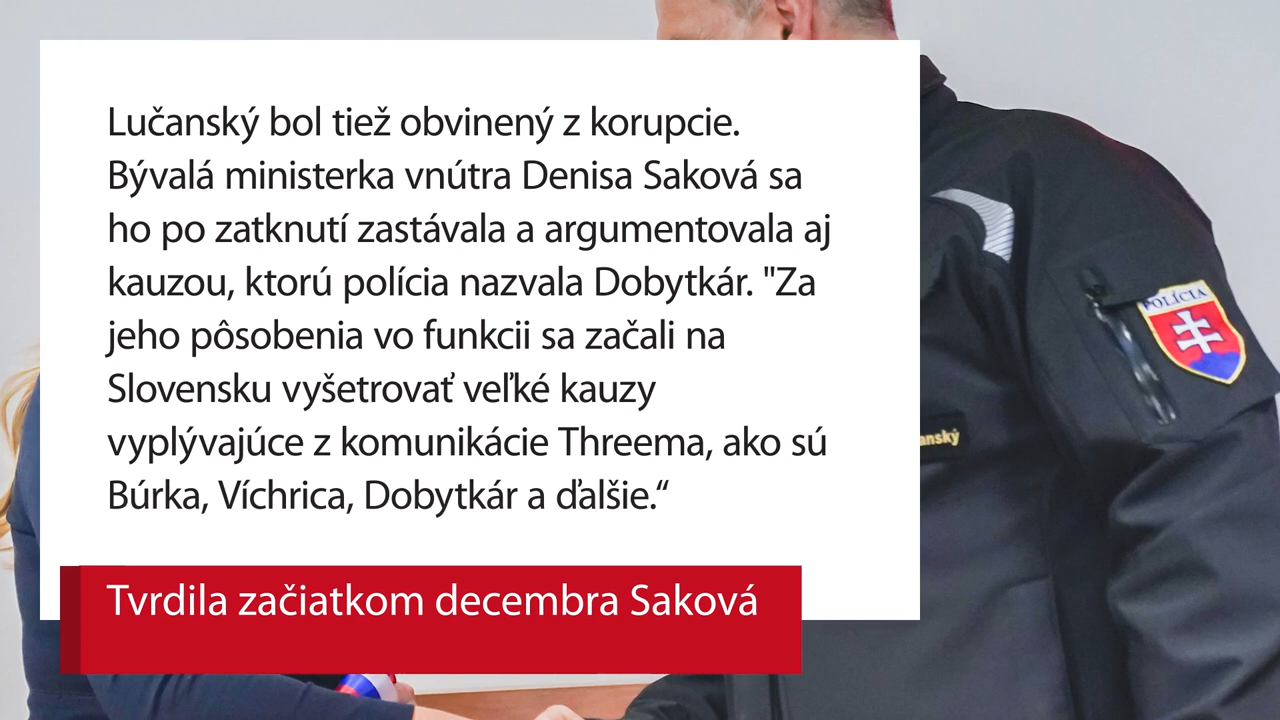 Lučanský bol tiež obvinený z korupcie.
Bývalá ministerka vnútra Denisa Saková sa
ho po zatknutí zastávala a argumentovala aj
kauzou, ktorú polícia nazvala Dobytkár. "Za
jeho pôsobenia vo funkcii sa začali na
Slovensku vyšetrovať veľké kauzy
vyplývajúce z komunikácie Threema, ako sú
Búrka, Víchrica, Dobytkár a ďalšie.“
POLÍCIA
anský
Tvrdila začiatkom decembra Saková